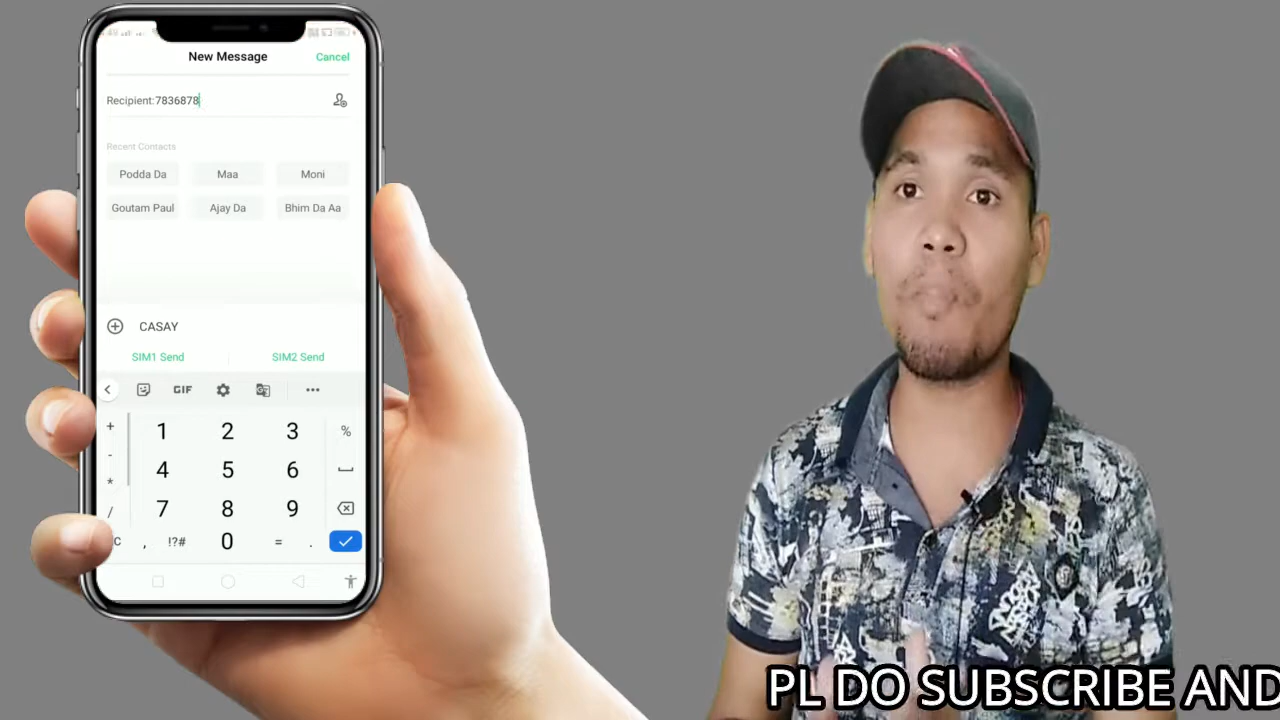 New Message
Cancel
Recipient:7836878
Recent Contacts
Podda Da
Maa
Moni
Goutam Paul
Ajay Da
Bhim Da Aa
CASAY
SIM1 Send
SIM2 Send
GIF
+ 1 2 3 %
- 4 5 6
* 7 8 9
/
C , !?# 0 = .
PL DO SUBSCRIBE AND